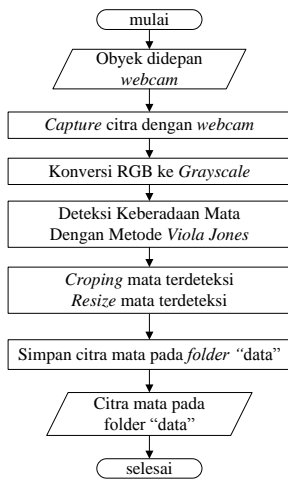 mulai
Obyek didepan
webcam
Capture citra dengan webcam
Konversi RGB ke Grayscale
Deteksi Keberadaan Mata
Dengan Metode Viola Jones
Croping mata terdeteksi
Resize mata terdeteksi
Simpan citra mata pada folder “data”
Citra mata pada
folder “data”
selesai